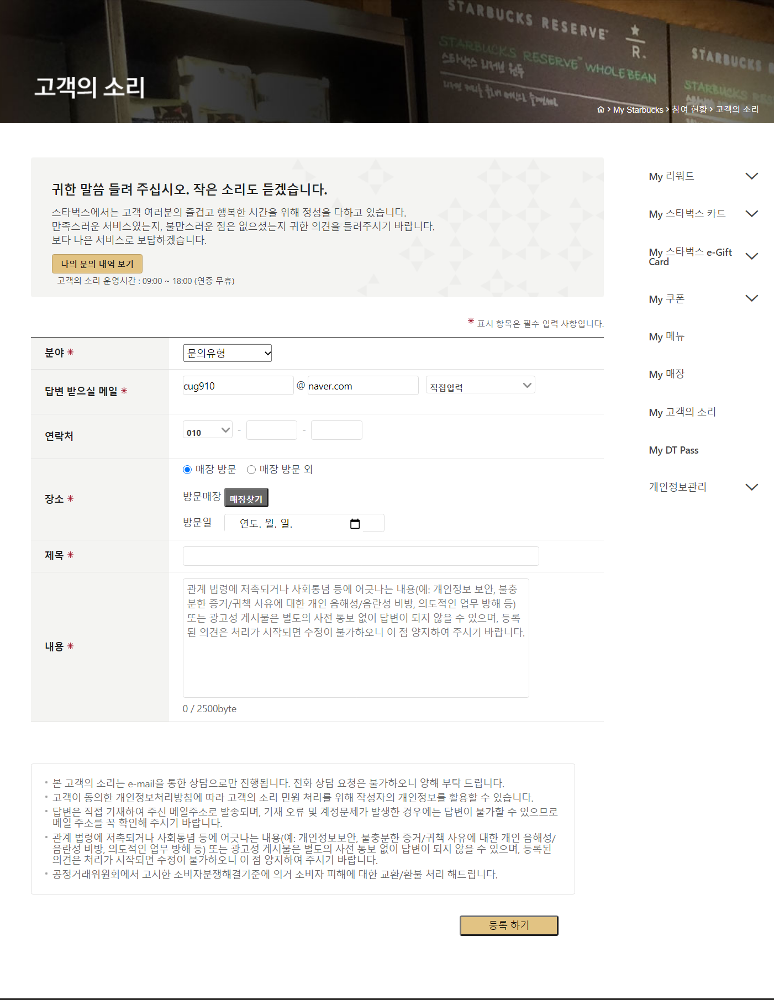 STARBUCKS RESERVE
R.
STARBUCKS RESERVE WHOLE BEAN
스타벅스 리저브 원두
STARBUCKS
STARBUCKS RES
고객의 소리
My Starbucks > 참여 현황 > 고객의 소리
귀한 말씀 들려 주십시오. 작은 소리도 듣겠습니다.
스타벅스에서는 고객 여러분의 즐겁고 행복한 시간을 위해 정성을 다하고 있습니다.
만족스러운 서비스였는지, 불만스러운 점은 없으셨는지 귀한 의견을 들려주시기 바랍니다.
보다 나은 서비스로 보답하겠습니다.
나의 문의 내역 보기
고객의 소리 운영시간 : 09:00 ~ 18:00 (연중 무휴)
* 표시 항목은 필수 입력 사항입니다.
분야 * 문의유형
답변 받으실 메일 * cug910 @ naver.com 직접입력
연락처 010 - -
매장 방문 매장 방문 외
장소 *
방문매장 매장찾기
방문일 연도. 월. 일.
제목 *
내용 *
관계 법령에 저촉되거나 사회통념 등에 어긋나는 내용(예: 개인정보 보안, 불충
분한 증거/귀책 사유에 대한 개인 음해성/음란성 비방, 의도적인 업무 방해 등)
또는 광고성 게시물은 별도의 사전 통보 없이 답변이 되지 않을 수 있으며, 등록
된 의견은 처리가 시작되면 수정이 불가하오니 이 점 양지하여 주시기 바랍니다.
0 / 2500byte
본 고객의 소리는 e-mail을 통한 상담으로만 진행됩니다. 전화 상담 요청은 불가하오니 양해 부탁 드립니다.
고객이 동의한 개인정보처리방침에 따라 고객의 소리 민원 처리를 위해 작성자의 개인정보를 활용할 수 있습니다.
답변은 직접 기재하여 주신 메일주소로 발송되며, 기재 오류 및 계정문제가 발생한 경우에는 답변이 불가할 수 있으므로
메일 주소를 꼭 확인해 주시기 바랍니다.
관계 법령에 저촉되거나 사회통념 등에 어긋나는 내용(예: 개인정보보안, 불충분한 증거/귀책 사유에 대한 개인 음해성/
음란성 비방, 의도적인 업무 방해 등) 또는 광고성 게시물은 별도의 사전 통보 없이 답변이 되지 않을 수 있으며, 등록된
의견은 처리가 시작되면 수정이 불가하오니 이 점 양지하여 주시기 바랍니다.
공정거래위원회에서 고시한 소비자분쟁해결기준에 의거 소비자 피해에 대한 교환/환불 처리 해드립니다.
등록 하기
My 리워드
My 스타벅스 카드
My 스타벅스 e-Gift
Card
My 쿠폰
My 메뉴
My 매장
My 고객의 소리
My DT Pass
개인정보관리